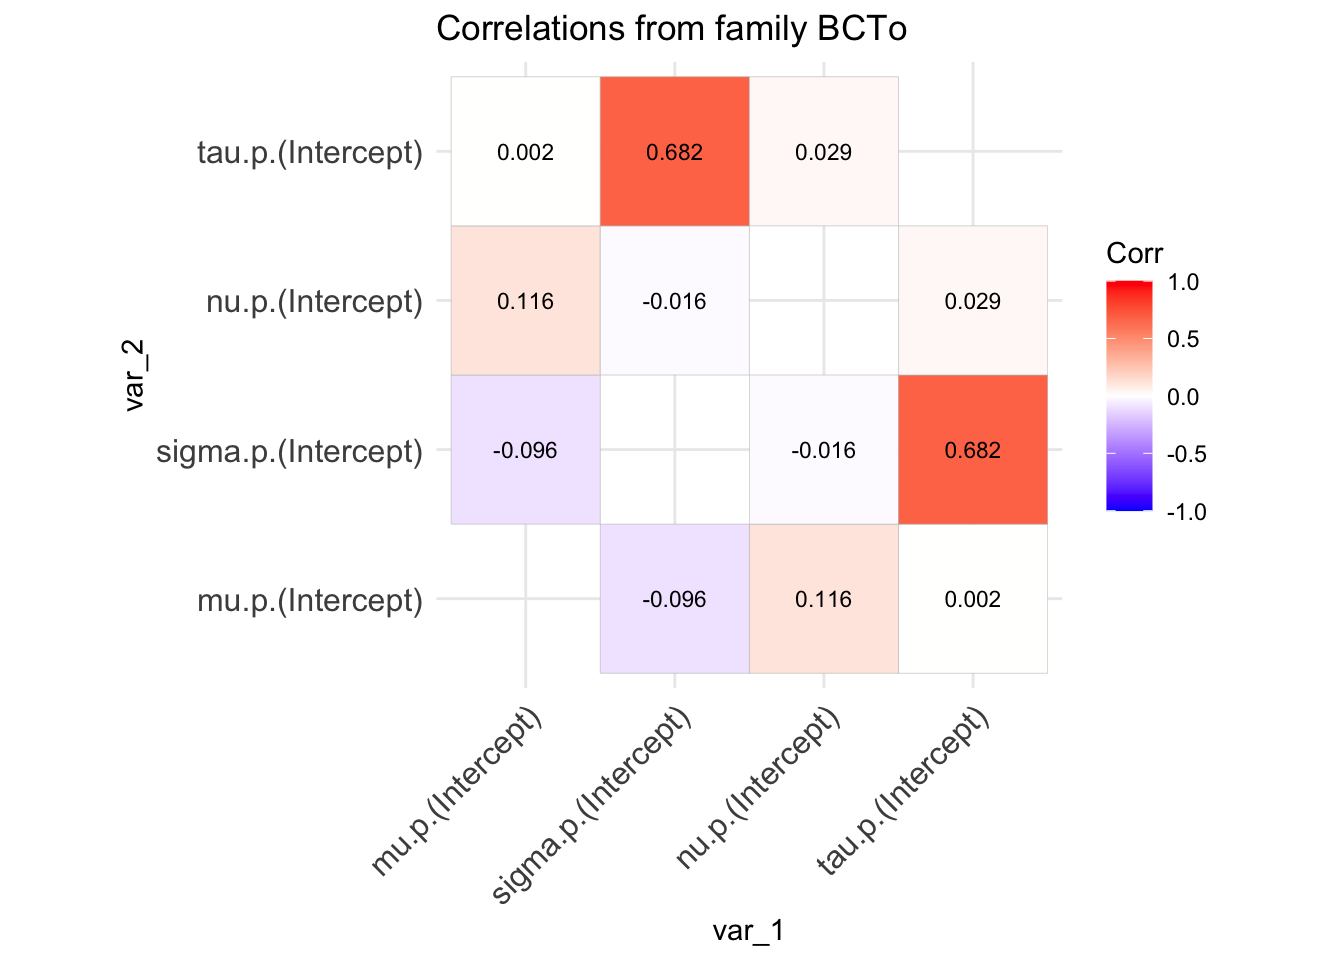 Correlations from family BCTo
tau.p.(Intercept)
0.002
0.682
0.029
nu.p.(Intercept)
0.116
-0.016
0.029
sigma.p.(Intercept)
-0.096
-0.016
0.682
mu.p.(Intercept)
-0.096
0.116
0.002
var_2
mu.p.(Intercept)
sigma.p.(Intercept)
nu.p.(Intercept)
tau.p.(Intercept)
var_1
Corr
1.0
0.5
0.0
-0.5
-1.0